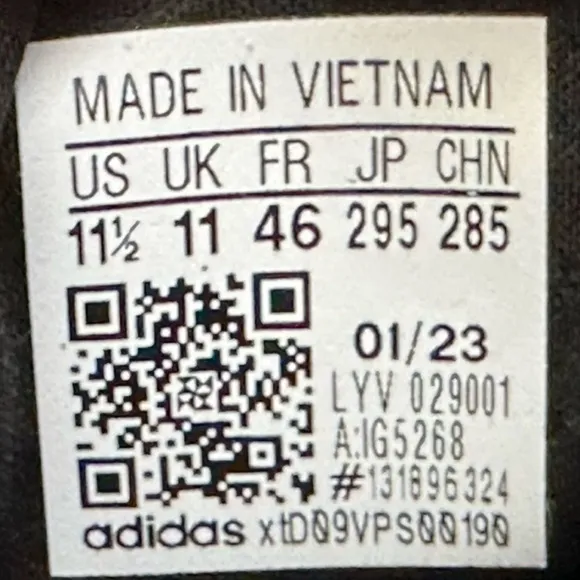 MADE IN VIETNAM
US UK FR JP CHN
11½ 11 46 295 285
01/23
LYV 029001
A:IG5268
#131896324
adidas xtD09VPS00190